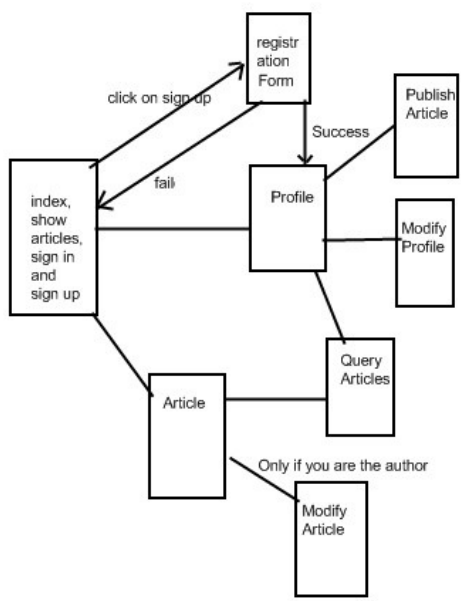 registr
ation
Form
click on sign up
Success
Publish
Article
fail
index,
show
articles,
sign in
and
sign up
Profile
Modify
Profile
Query
Articles
Article
Only if you are the author
Modify
Article